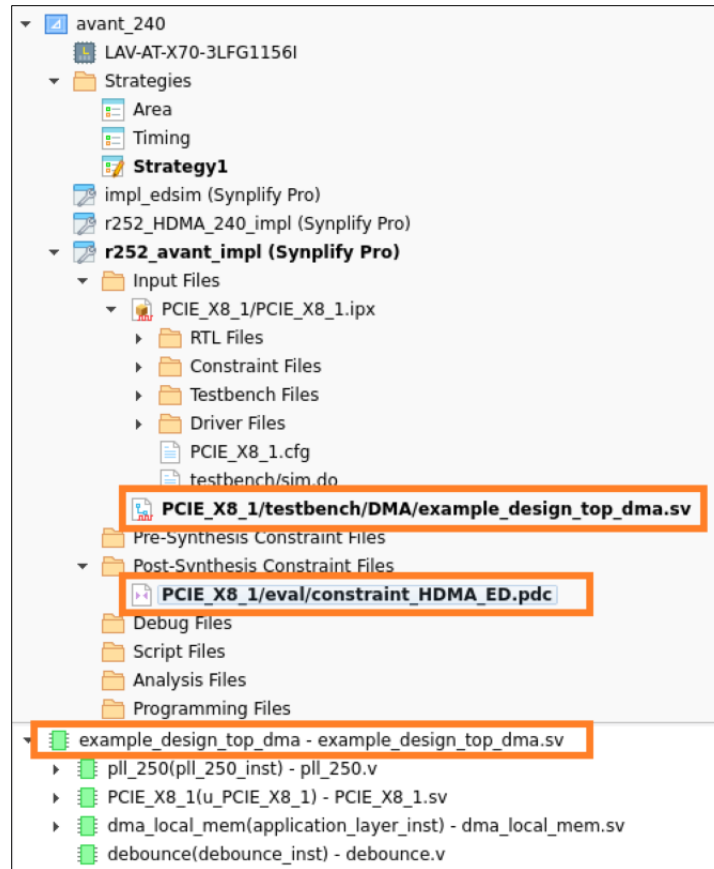 avant_240
LAV-AT-X70-3LFG1156I
Strategies
Area
Timing
Strategy1
impl_edsim (Synplify Pro)
r252_HDMA_240_impl (Synplify Pro)
r252_avant_impl (Synplify Pro)
Input Files
PCIE_X8_1/PCIE_X8_1.ipx
RTL Files
Constraint Files
Testbench Files
Driver Files
PCIE_X8_1.cfg
testbench/sim.do
PCIE_X8_1/testbench/DMA/example_design_top_dma.sv
Pre-Synthesis Constraint Files
Post-Synthesis Constraint Files
PCIE_X8_1/eval/constraint_HDMA_ED.pdc
Debug Files
Script Files
Analysis Files
Programming Files
example_design_top_dma - example_design_top_dma.sv
pll_250(pll_250_inst) - pll_250.v
PCIE_X8_1(u_PCIE_X8_1) - PCIE_X8_1.sv
dma_local_mem(application_layer_inst) - dma_local_mem.sv
debounce(debounce_inst) - debounce.v